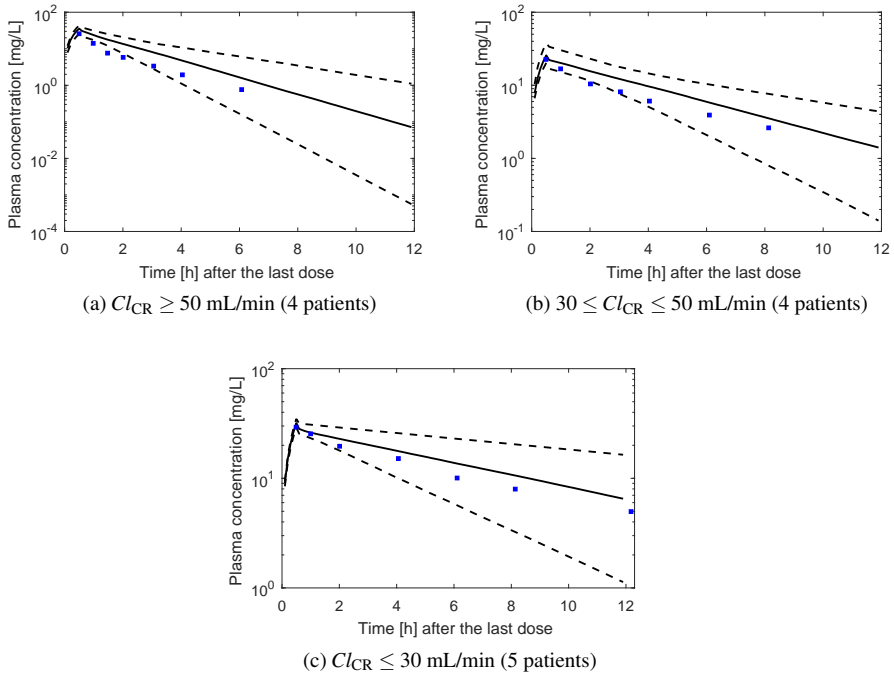 10^2
10^0
10^-2
10^-4
0 2 4 6 8 10 12
Plasma concentration [mg/L]
Time [h] after the last dose
(a) Cl_CR ≥ 50 mL/min (4 patients)
10^2
10^1
10^0
10^-1
0 2 4 6 8 10 12
Plasma concentration [mg/L]
Time [h] after the last dose
(b) 30 ≤ Cl_CR ≤ 50 mL/min (4 patients)
10^2
10^1
10^0
0 2 4 6 8 10 12
Plasma concentration [mg/L]
Time [h] after the last dose
(c) Cl_CR ≤ 30 mL/min (5 patients)